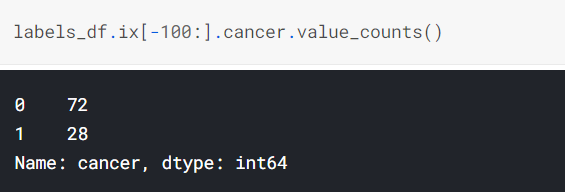 labels_df.ix[-100:].cancer.value_counts()
0    72
1    28
Name: cancer, dtype: int64